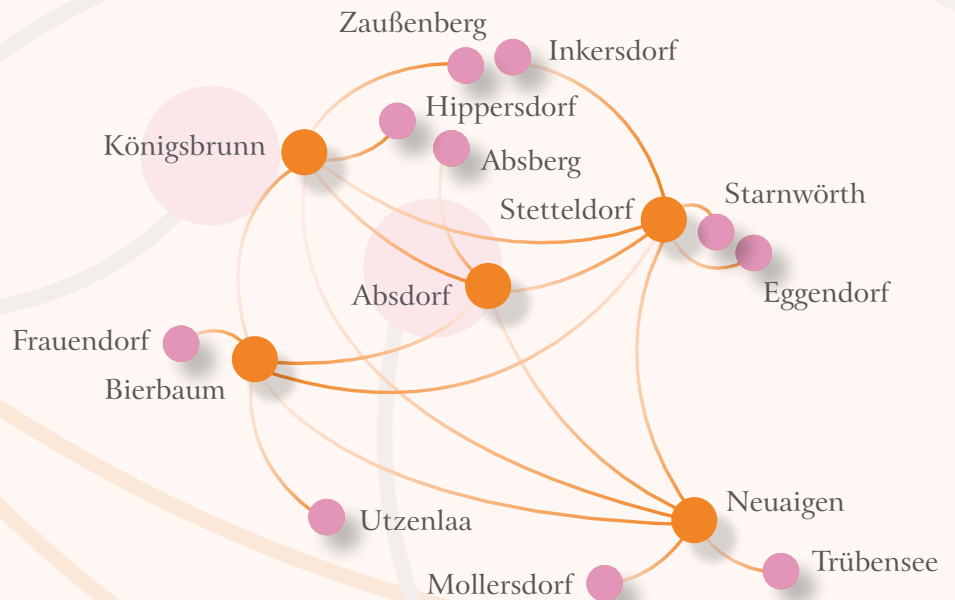 Zaußenberg
Inkersdorf
Hippersdorf
Königsbrunn
Absberg
Starnwörth
Stetteldorf
Absdorf
Eggendorf
Frauendorf
Bierbaum
Neuaigen
Utzenlaa
Trübensee
Mollersdorf